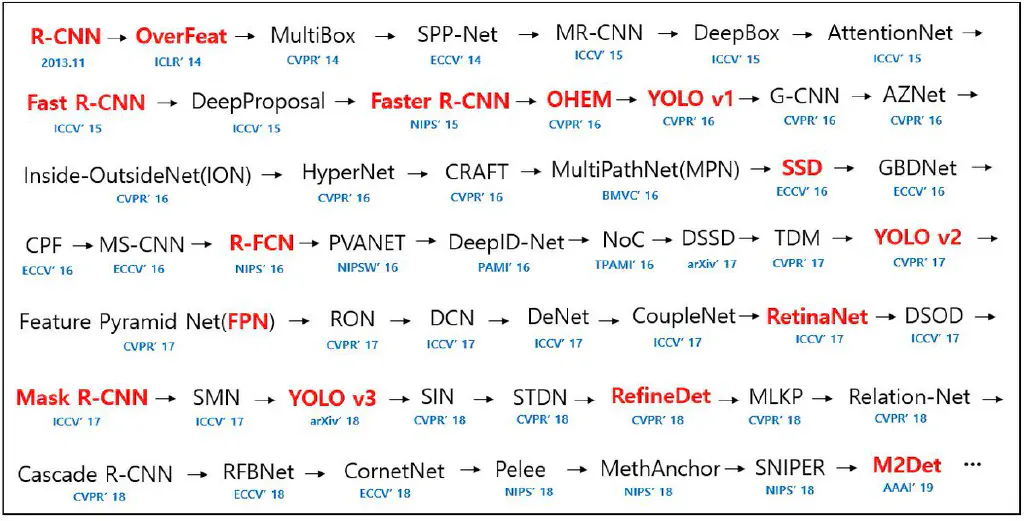 R-CNN → OverFeat → MultiBox → SPP-Net → MR-CNN → DeepBox → AttentionNet →
2013.11 ICLR' 14 CVPR' 14 ECCV' 14 ICCV' 15 ICCV' 15 ICCV' 15
Fast R-CNN → DeepProposal → Faster R-CNN → OHEM → YOLO v1 → G-CNN → AZNet →
ICCV' 15 ICCV' 15 NIPS' 15 CVPR' 16 CVPR' 16 CVPR' 16 CVPR' 16
Inside-OutsideNet(ION) → HyperNet → CRAFT → MultiPathNet(MPN) → SSD → GBDNet →
CVPR' 16 CVPR' 16 CVPR' 16 BMVC' 16 ECCV' 16 ECCV' 16
CPF → MS-CNN → R-FCN → PVANET → DeepID-Net → NoC → DSSD → TDM → YOLO v2 →
ECCV' 16 ECCV' 16 NIPS' 16 NIPSW' 16 PAMI' 16 TPAMI' 16 arXiv' 17 CVPR' 17 CVPR' 17
Feature Pyramid Net(FPN) → RON → DCN → DeNet → CoupleNet → RetinaNet → DSOD →
CVPR' 17 CVPR' 17 ICCV' 17 ICCV' 17 ICCV' 17 ICCV' 17 ICCV' 17
Mask R-CNN → SMN → YOLO v3 → SIN → STDN → RefineDet → MLKP → Relation-Net →
ICCV' 17 ICCV' 17 arXiv' 18 CVPR' 18 CVPR' 18 CVPR' 18 CVPR' 18 CVPR' 18
Cascade R-CNN → RFBNet → CornetNet → Pelee → MethAnchor → SNIPER → M2Det ···
CVPR' 18 ECCV' 18 ECCV' 18 NIPS' 18 NIPS' 18 NIPS' 18 AAAI' 19